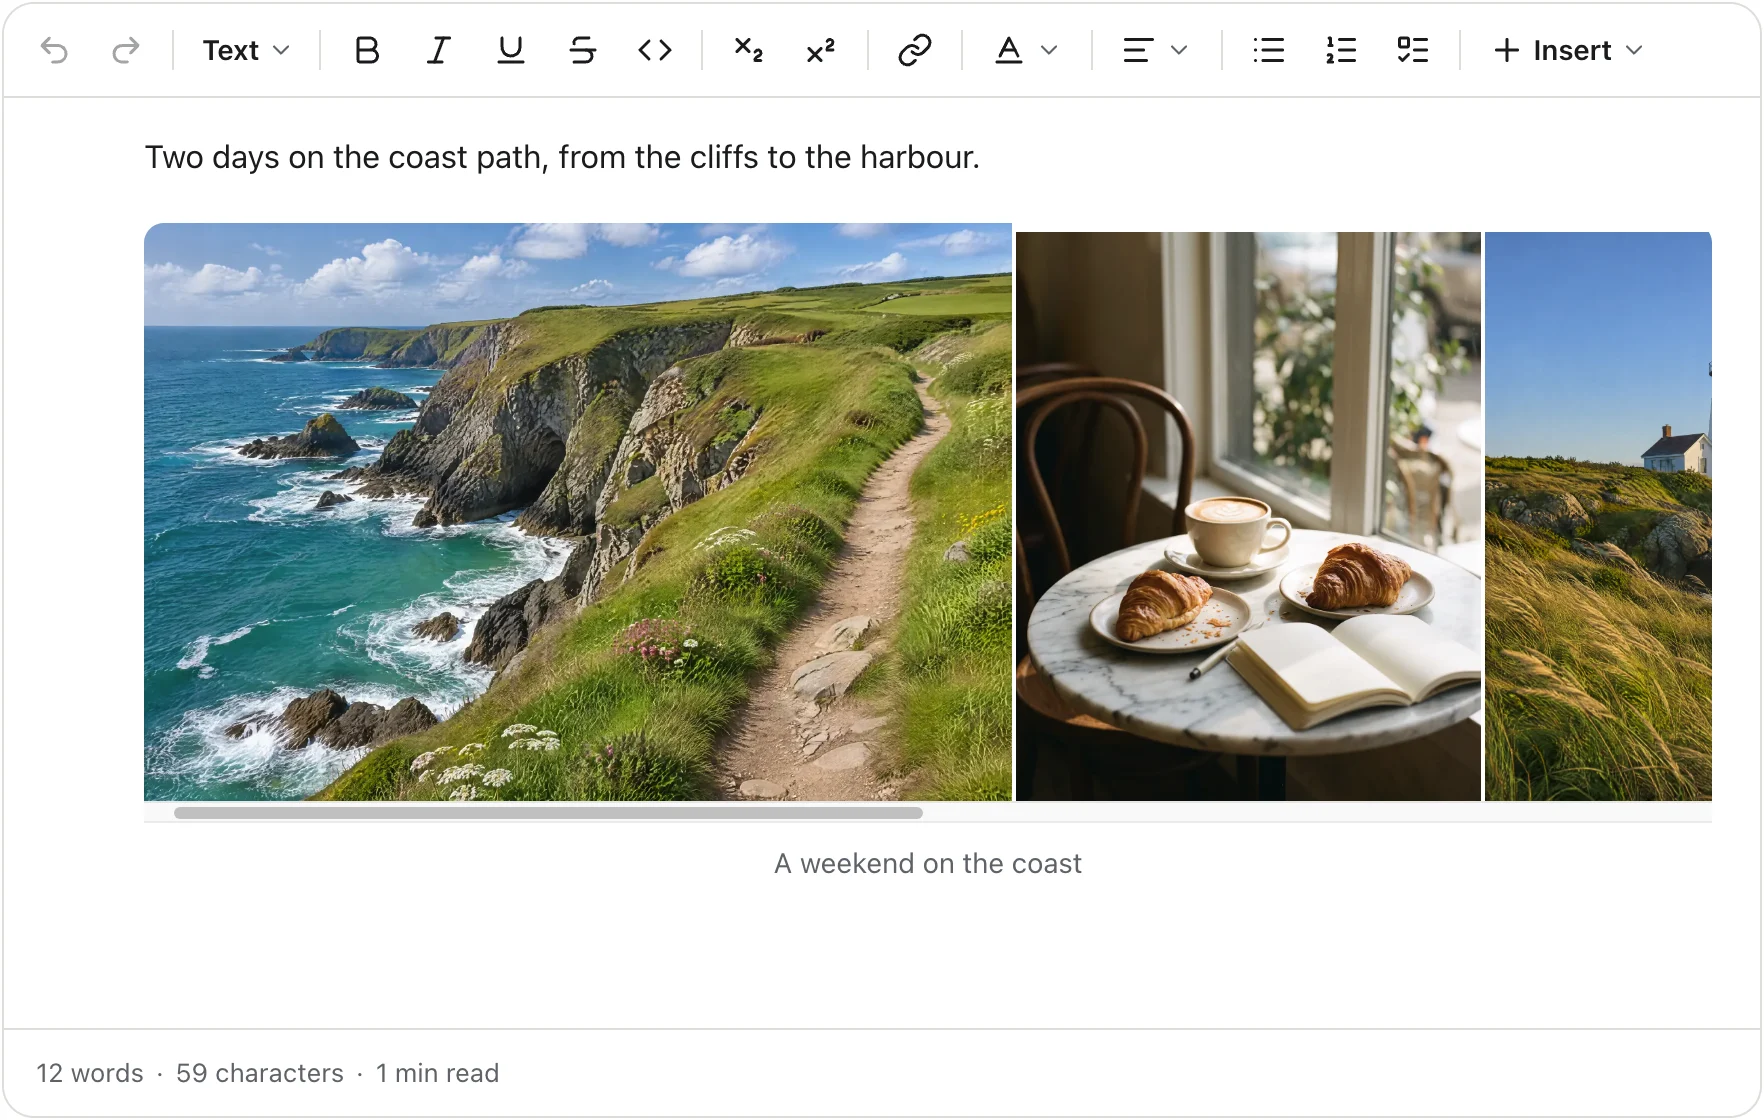 Text
Insert
Two days on the coast path, from the cliffs to the harbour.
A weekend on the coast
12 words · 59 characters · 1 min read